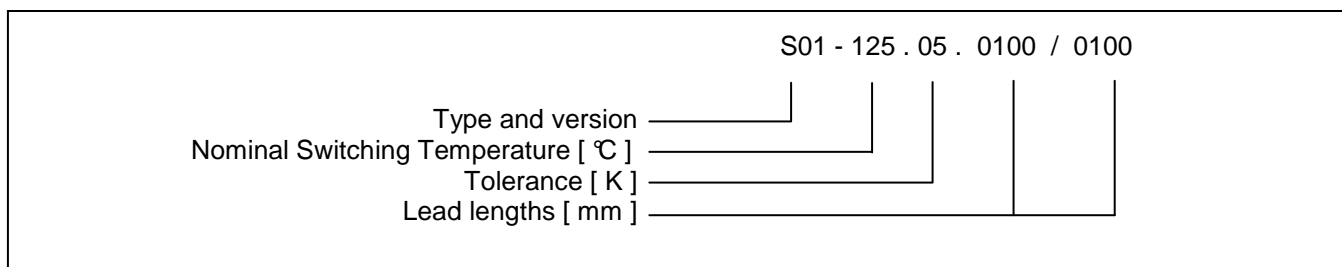 S01 - 125 . 05 . 0100 / 0100
Type and version
Nominal Switching Temperature [ °C ]
Tolerance [ K ]
Lead lengths [ mm ]